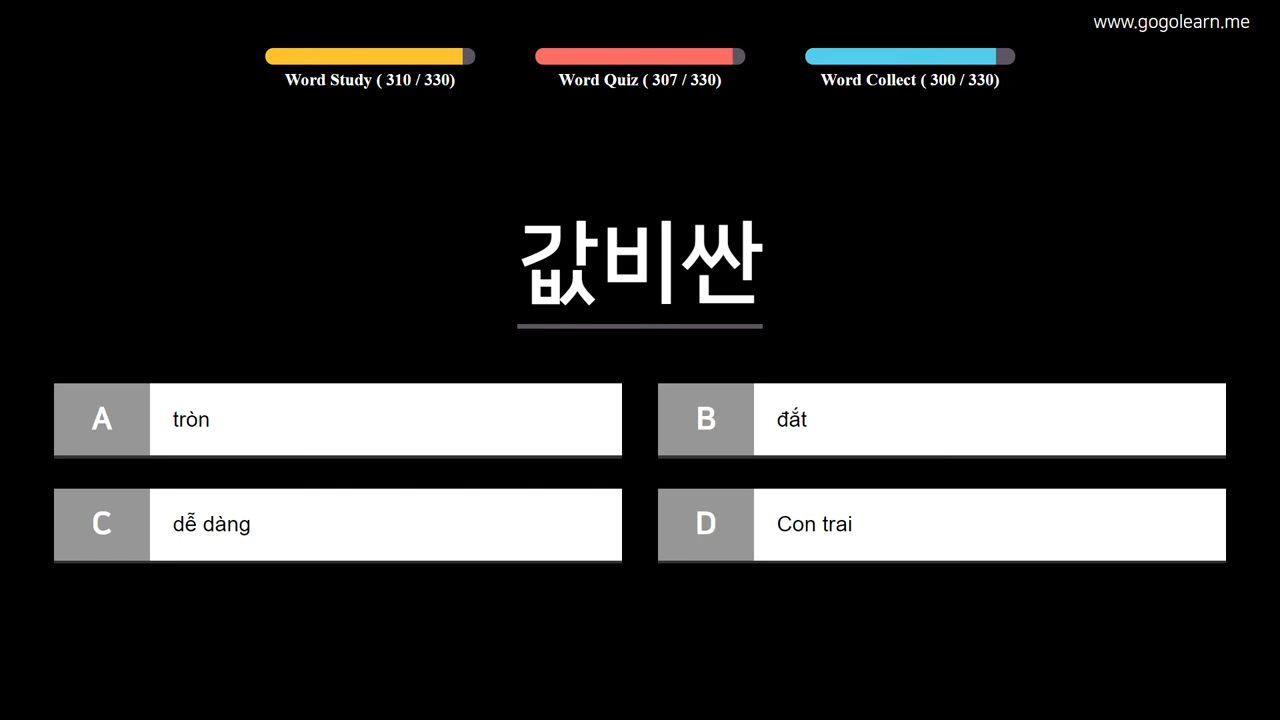 www.gogolearn.me
Word Study ( 310 / 330)
Word Quiz ( 307 / 330)
Word Collect ( 300 / 330)
값비싼
A
tròn
B
đắt
C
dễ dàng
D
Con trai